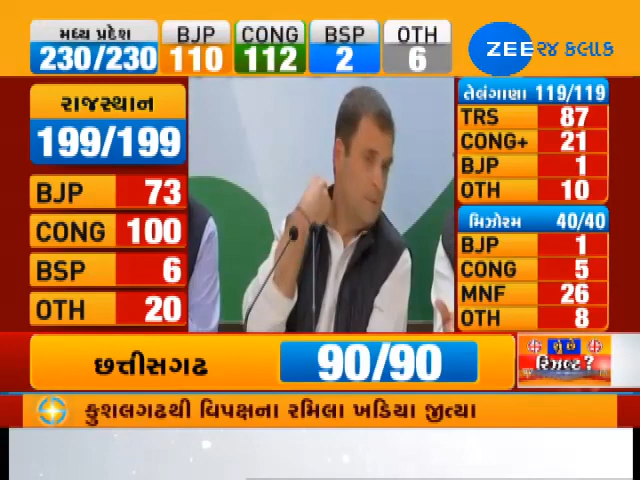 મધ્ય પ્રદેશ
230/230
BJP
110
CONG
112
BSP
2
OTH
6
ZEE ૨૪ કલાક
રાજસ્થાન
199/199
BJP 73
CONG 100
BSP 6
OTH 20
તેલંગાણા 119/119
TRS 87
CONG+ 21
BJP 1
OTH 10
મિઝોરમ 40/40
BJP 1
CONG 5
MNF 26
OTH 8
છત્તીસગઢ 90/90
શું છે
રિઝલ્ટ?
કુશલગઢથી વિપક્ષના રમિલા ખડિયા જીત્યા